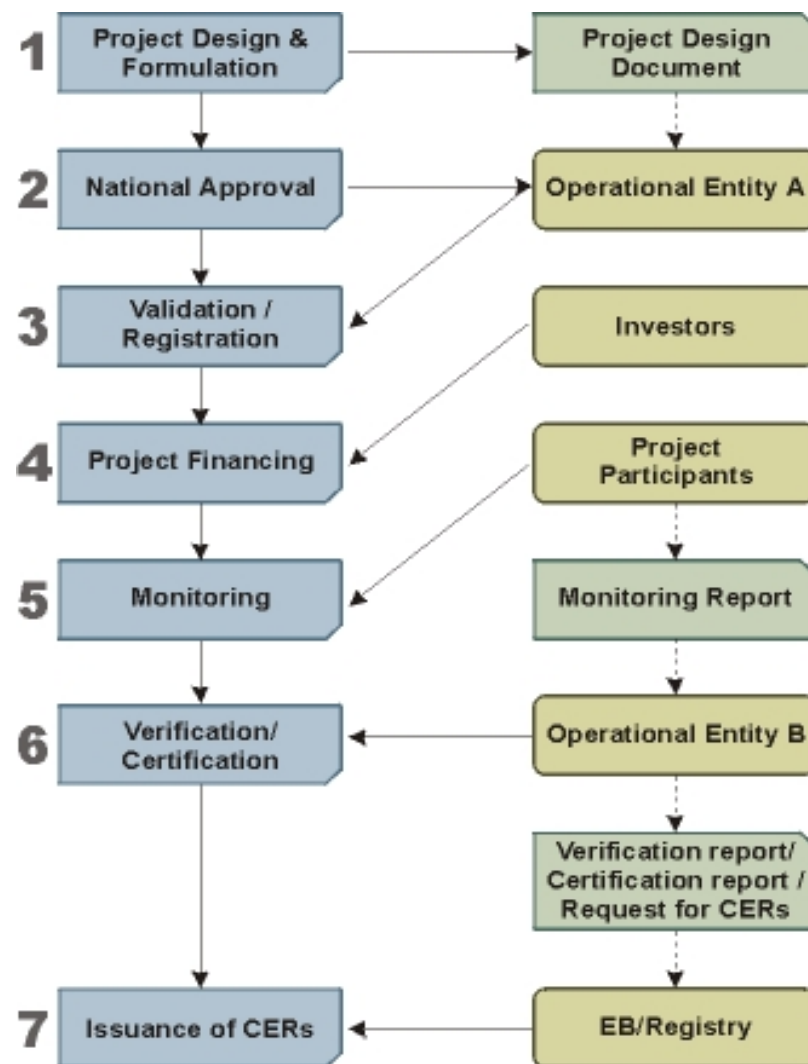 1
Project Design &
Formulation
Project Design
Document
2
National Approval
Operational Entity A
3
Validation /
Registration
Investors
4
Project Financing
Project
Participants
5
Monitoring
Monitoring Report
6
Verification/
Certification
Operational Entity B
Verification report/
Certification report /
Request for CERs
7
Issuance of CERs
EB/Registry